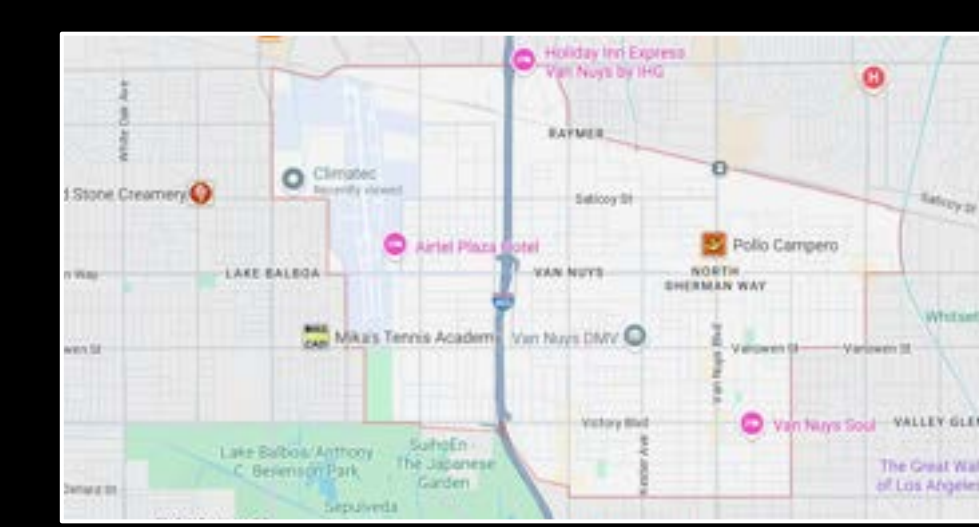 Holiday Inn Express
Van Nuys by IHG
H
White Oak Ave
RAYMER
Climatec
Recently viewed
Stone Creamery
Saticoy St
Saticoy St
Airtel Plaza Hotel
Pollo Campero
LAKE BALBOA
VAN NUYS
NORTH
SHERMAN WAY
Whitset
Mika's Tennis Academ
Van Nuys DMV
Van Nuys Blvd
Vanowen St
Vanowen St
Victory Blvd
Van Nuys Soul
VALLEY GLEN
Lake Balboa/Anthony
C. Beilenson Park
SuihoEn -
The Japanese
Garden
Kester Ave
The Great Wal
of Los Angeles
Sepulveda